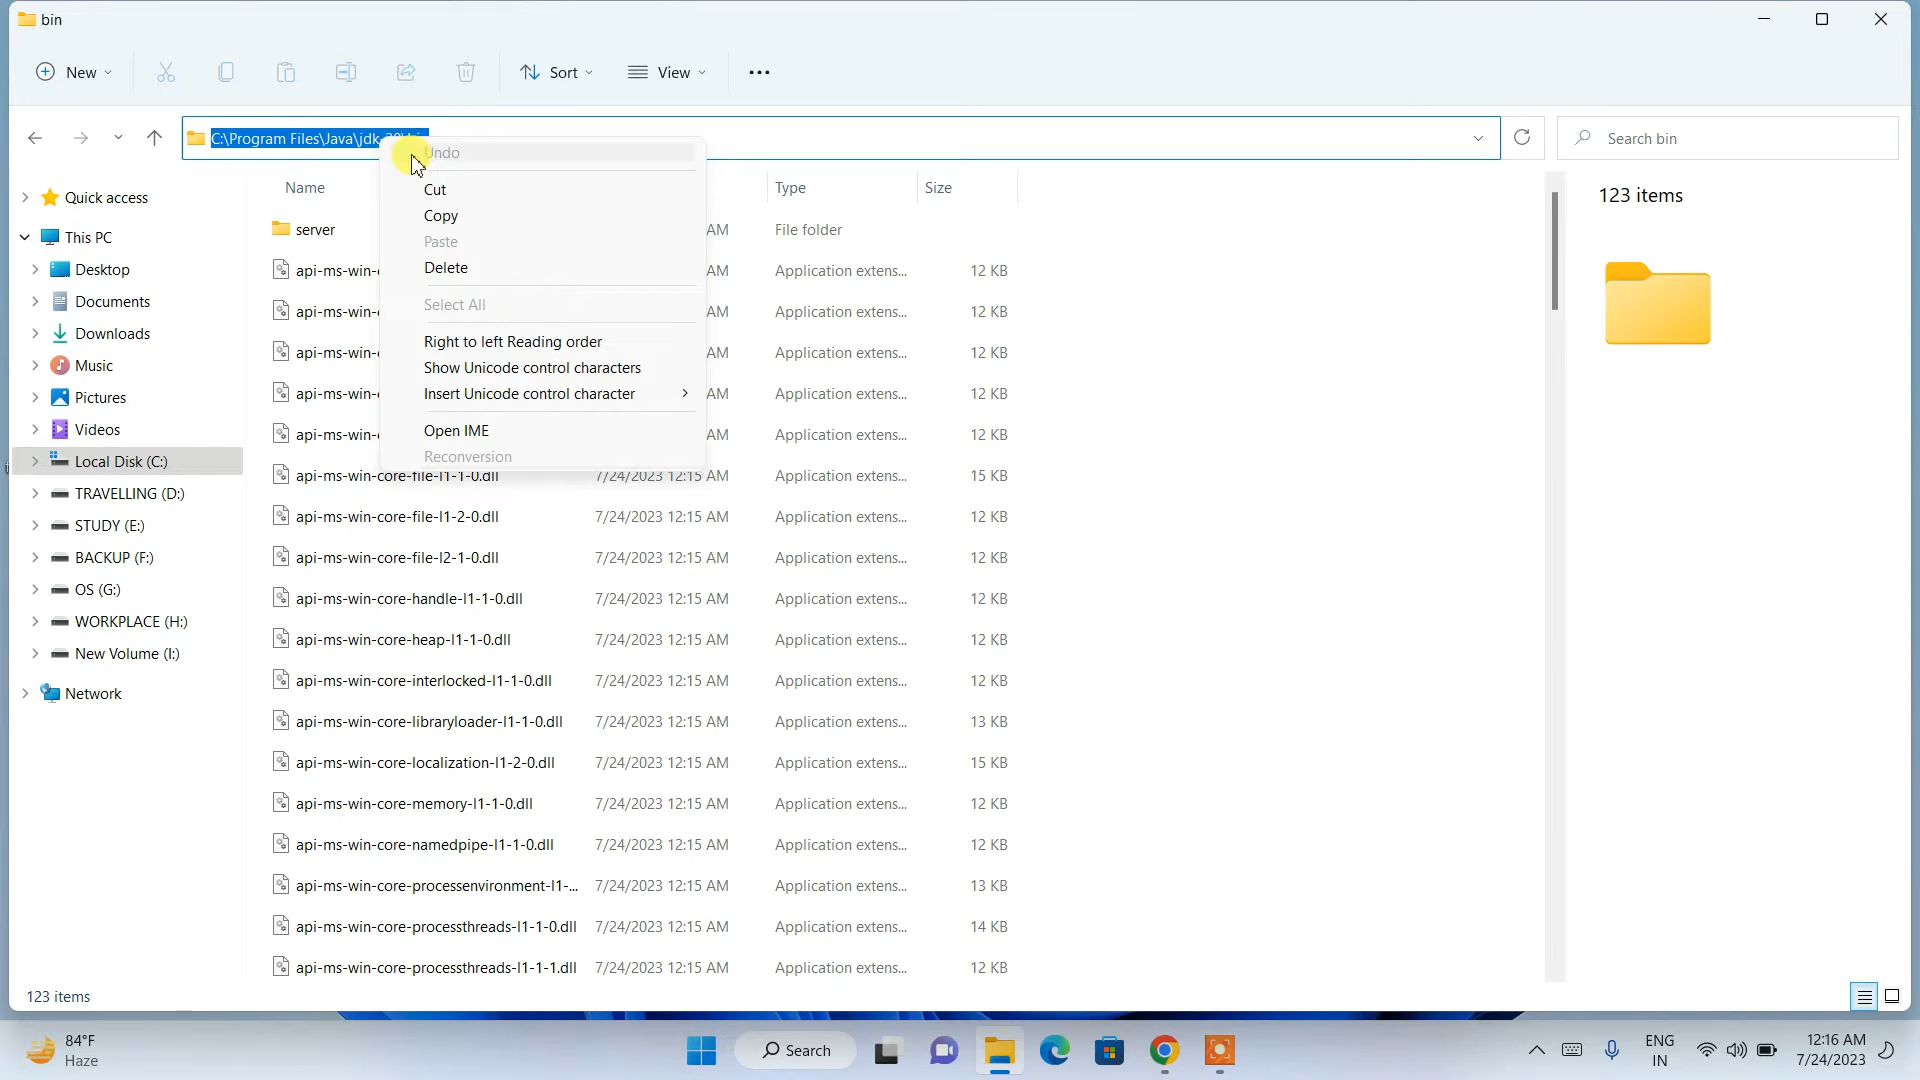 bin
New
Sort
View
C:\Program Files\Java\jdk
Search bin
Undo
Cut
Copy
Paste
Delete
Select All
Right to left Reading order
Show Unicode control characters
Insert Unicode control character
Open IME
Reconversion
Quick access
This PC
Desktop
Documents
Downloads
Music
Pictures
Videos
Local Disk (C:)
TRAVELLING (D:)
STUDY (E:)
BACKUP (F:)
OS (G:)
WORKPLACE (H:)
New Volume (I:)
Network
Name Type Size
server AM File folder
api-ms-win- AM Application extens... 12 KB
api-ms-win- AM Application extens... 12 KB
api-ms-win- AM Application extens... 12 KB
api-ms-win- AM Application extens... 12 KB
api-ms-win- AM Application extens... 12 KB
api-ms-win-core-file-l1-1-0.dll 7/24/2023 12:15 AM Application extens... 15 KB
api-ms-win-core-file-l1-2-0.dll 7/24/2023 12:15 AM Application extens... 12 KB
api-ms-win-core-file-l2-1-0.dll 7/24/2023 12:15 AM Application extens... 12 KB
api-ms-win-core-handle-l1-1-0.dll 7/24/2023 12:15 AM Application extens... 12 KB
api-ms-win-core-heap-l1-1-0.dll 7/24/2023 12:15 AM Application extens... 12 KB
api-ms-win-core-interlocked-l1-1-0.dll 7/24/2023 12:15 AM Application extens... 12 KB
api-ms-win-core-libraryloader-l1-1-0.dll 7/24/2023 12:15 AM Application extens... 13 KB
api-ms-win-core-localization-l1-2-0.dll 7/24/2023 12:15 AM Application extens... 15 KB
api-ms-win-core-memory-l1-1-0.dll 7/24/2023 12:15 AM Application extens... 12 KB
api-ms-win-core-namedpipe-l1-1-0.dll 7/24/2023 12:15 AM Application extens... 12 KB
api-ms-win-core-processenvironment-l1-... 7/24/2023 12:15 AM Application extens... 13 KB
api-ms-win-core-processthreads-l1-1-0.dll 7/24/2023 12:15 AM Application extens... 14 KB
api-ms-win-core-processthreads-l1-1-1.dll 7/24/2023 12:15 AM Application extens... 12 KB
123 items
123 items
84°F
Haze
Search
ENG
IN
12:16 AM
7/24/2023